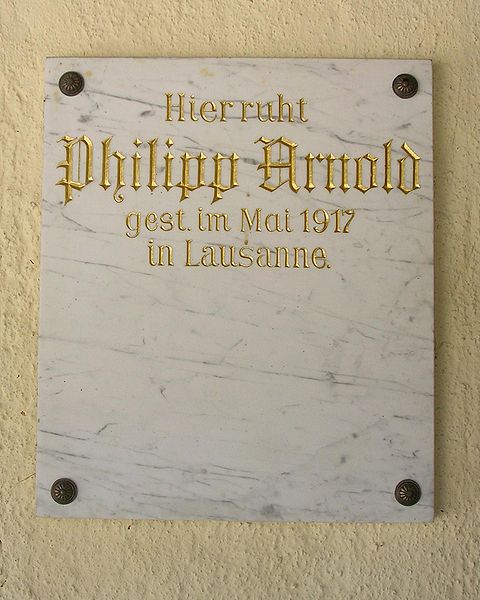 Hier ruht
Philipp Arnold
gest. im Mai 1917
in Lausanne.